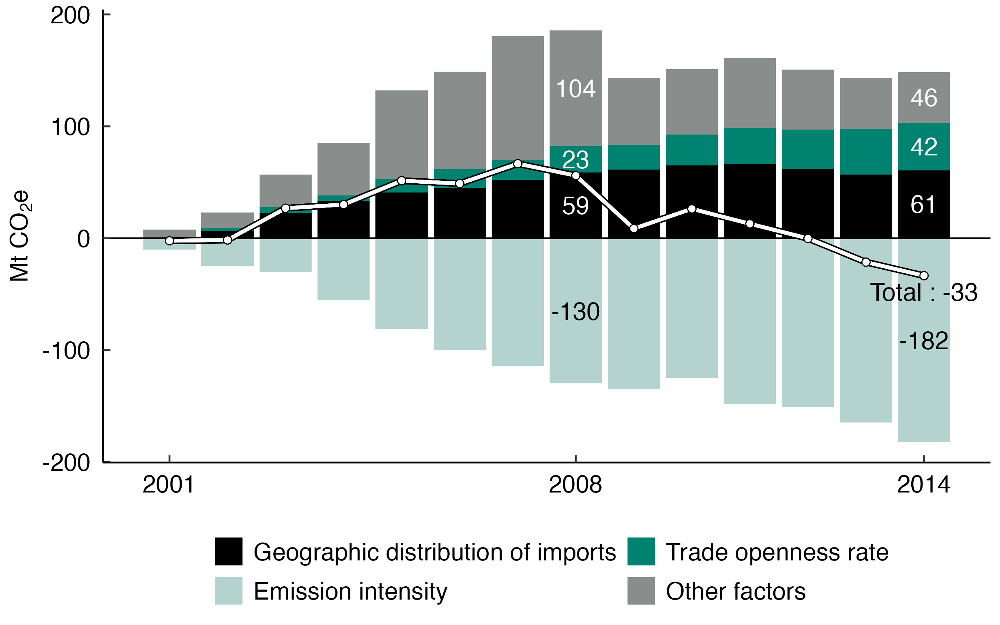 200
104
46
100
42
23
59
61
0
Mt CO₂e
Total : -33
-130
-182
-100
-200
2001
2008
2014
Geographic distribution of imports
Trade openness rate
Emission intensity
Other factors